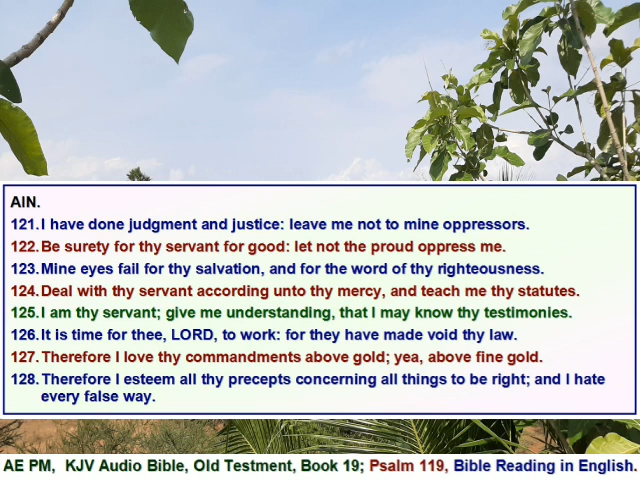 AIN.
121. I have done judgment and justice: leave me not to mine oppressors.
122. Be surety for thy servant for good: let not the proud oppress me.
123. Mine eyes fail for thy salvation, and for the word of thy righteousness.
124. Deal with thy servant according unto thy mercy, and teach me thy statutes.
125. I am thy servant; give me understanding, that I may know thy testimonies.
126. It is time for thee, LORD, to work: for they have made void thy law.
127. Therefore I love thy commandments above gold; yea, above fine gold.
128. Therefore I esteem all thy precepts concerning all things to be right; and I hate
every false way.
AE PM, KJV Audio Bible, Old Testment, Book 19; Psalm 119, Bible Reading in English.